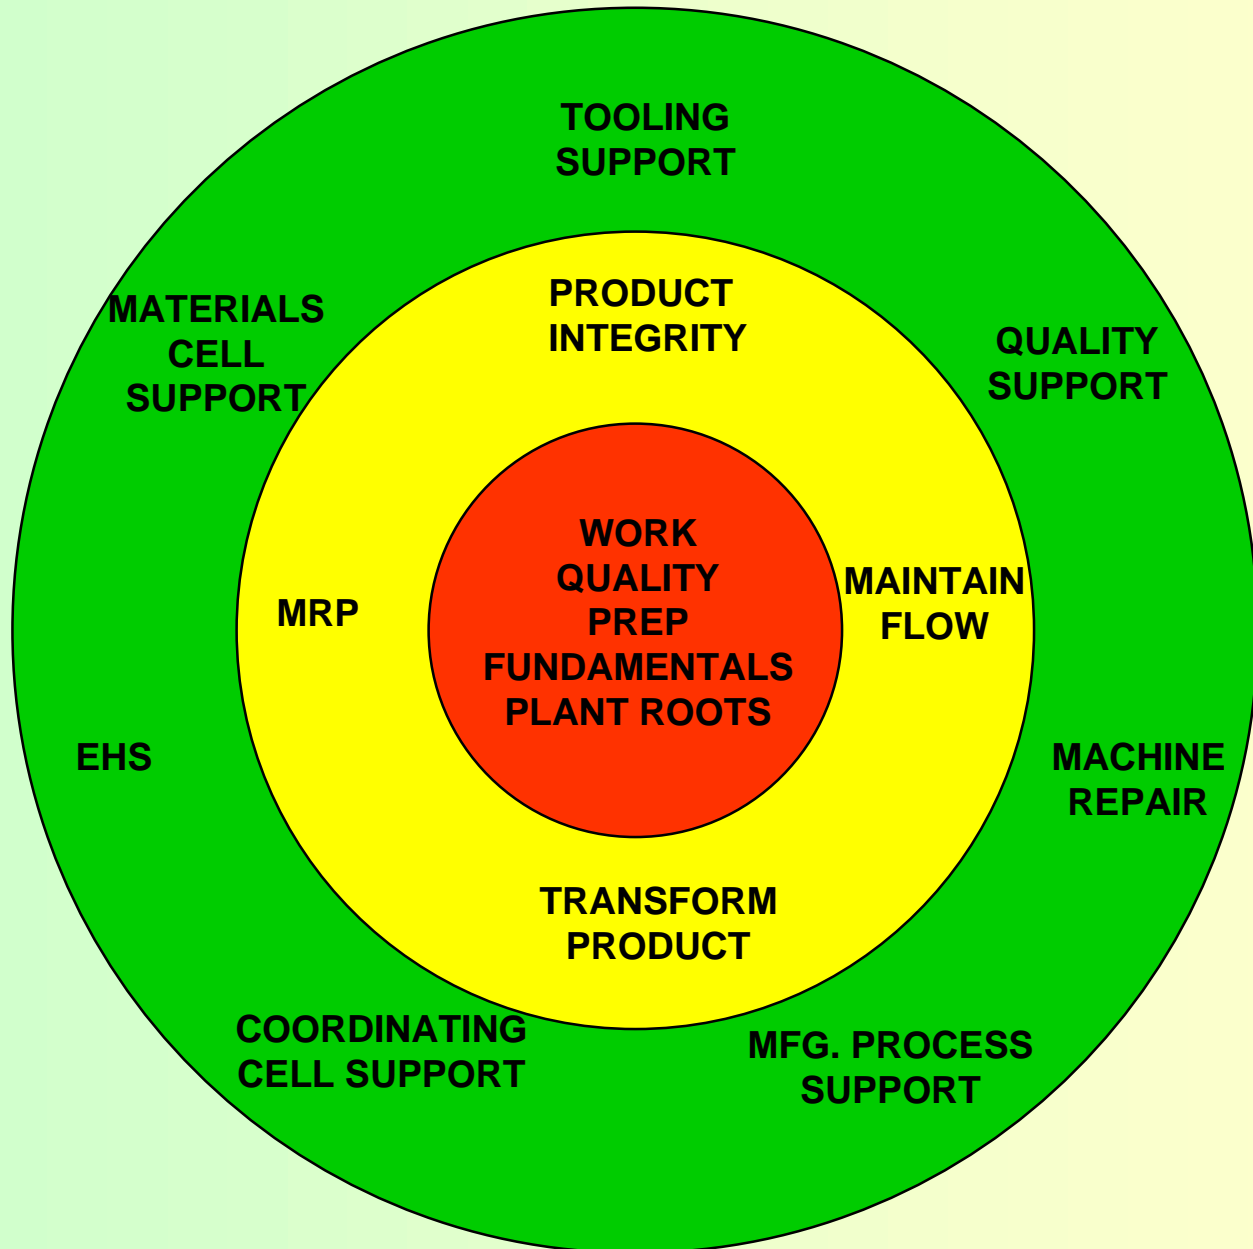 TOOLING
SUPPORT
MATERIALS
CELL
SUPPORT
PRODUCT
INTEGRITY
QUALITY
SUPPORT
WORK
QUALITY
PREP
FUNDAMENTALS
PLANT ROOTS
MRP
MAINTAIN
FLOW
EHS
MACHINE
REPAIR
TRANSFORM
PRODUCT
COORDINATING
CELL SUPPORT
MFG. PROCESS
SUPPORT